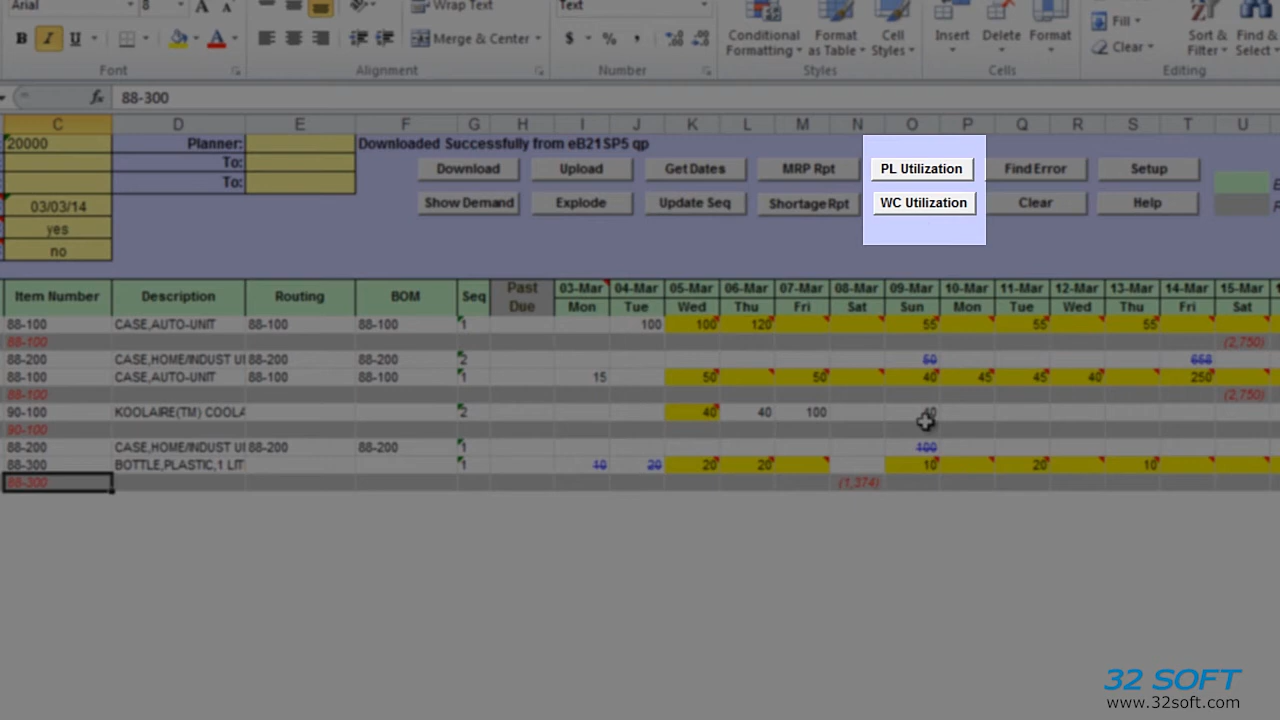 Arial 8 A A Wrap Text Text
B I U A Merge & Center $ % , Conditional Formatting Format as Table Cell Styles Insert Delete Format Fill Clear Sort & Filter Find & Select
Font Alignment Number Styles Cells Editing
fx 88-300
C D E F G H I J K L M N O P Q R S T U
20000 Planner: Downloaded Successfully from eB21SP5 qp
To: Download Upload Get Dates MRP Rpt PL Utilization Find Error Setup
To:
03/03/14 Show Demand Explode Update Seq Shortage Rpt WC Utilization Clear Help
yes
no
Item Number Description Routing BOM Seq Past Due 03-Mar 04-Mar 05-Mar 06-Mar 07-Mar 08-Mar 09-Mar 10-Mar 11-Mar 12-Mar 13-Mar 14-Mar 15-Mar
Mon Tue Wed Thu Fri Sat Sun Mon Tue Wed Thu Fri Sat
88-100 CASE,AUTO-UNIT 88-100 88-100 1 100 100 120 55 55 55
88-100 (2,750)
88-200 CASE,HOME/INDUST UI 88-200 88-200 2 50 658
88-100 CASE,AUTO-UNIT 88-100 88-100 1 15 50 50 40 45 45 40 250
88-100 (2,750)
90-100 KOOLAIRE(TM) COOLA 2 40 40 100 40
90-100
88-200 CASE,HOME/INDUST UI 88-200 88-200 1 100
88-300 BOTTLE,PLASTIC,1 LIT 1 10 20 20 20 10 20 10
88-300 (1,374)
32 SOFT
www.32soft.com